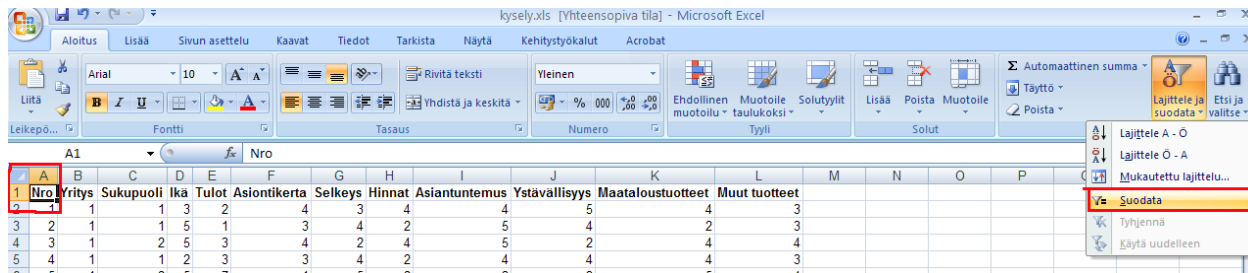 kysely.xls [Yhteensopiva tila] - Microsoft Excel
Aloitus Lisää Sivun asettelu Kaavat Tiedot Tarkista Näytä Kehitystyökalut Acrobat
Liitä
Arial 10 A A
B I U A
Rivitä teksti
Yhdistä ja keskitä
Yleinen
% 000 ,0 ,00 ,00 ,0
Ehdollinen muotoilu
Muotoile taulukoksi
Solutyylit
Lisää Poista Muotoile
Σ Automaattinen summa
Täyttö
Poista
Lajittele ja suodata
Etsi ja valitse
Leikepö... Fontti Tasaus Numero Tyyli Solut
A1 fx Nro
A B C D E F G H I J K L M N O P
1 Nro Yritys Sukupuoli Ikä Tulot Asiontikerta Selkeys Hinnat Asiantuntemus Ystävällisyys Maataloustuotteet Muut tuotteet
2 1 1 1 3 2 4 3 4 4 5 4 3
3 2 1 1 5 1 3 4 2 5 4 2 3
4 3 1 2 5 3 4 2 4 5 2 4 4
5 4 1 1 2 3 3 4 2 4 4 4 3
Lajittele A - Ö
Lajittele Ö - A
Mukautettu lajittelu...
Suodata
Tyhjennä
Käytä uudelleen